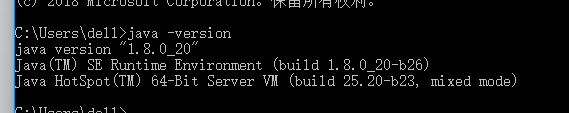 (c) 2018 Microsoft Corporation。保留所有权利。
C:\Users\dell>java -version
java version "1.8.0_20"
Java(TM) SE Runtime Environment (build 1.8.0_20-b26)
Java HotSpot(TM) 64-Bit Server VM (build 25.20-b23, mixed mode)
C:\Users\dell>